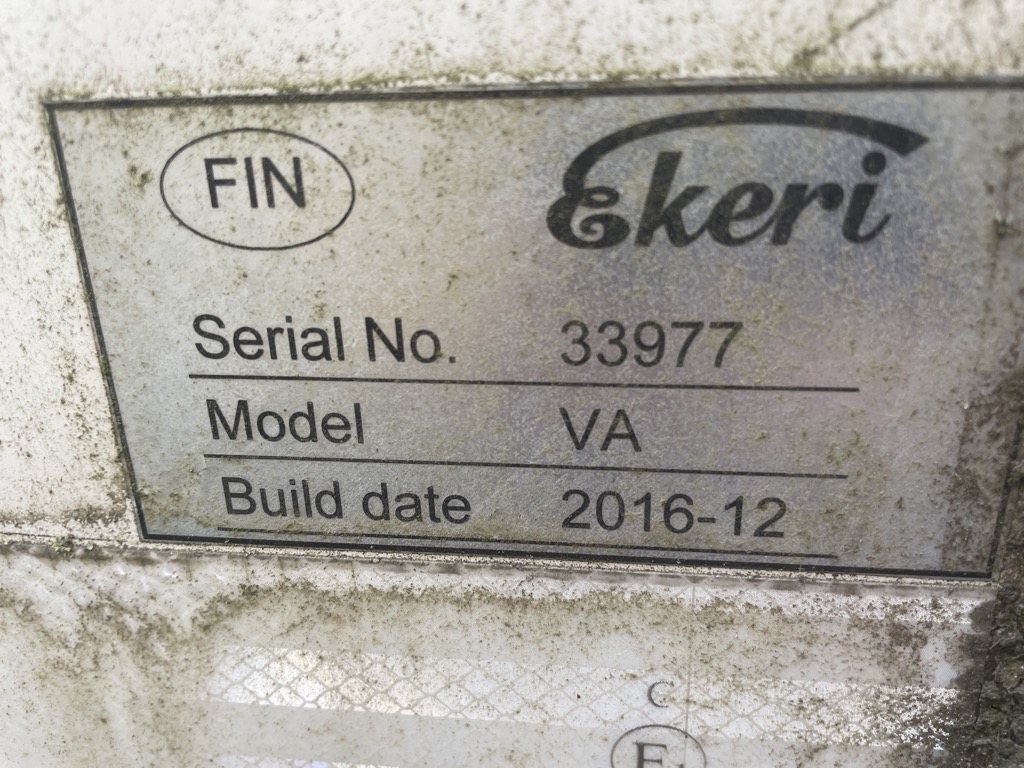 FIN
Ekeri
Serial No. 33977
Model VA
Build date 2016-12
C
E